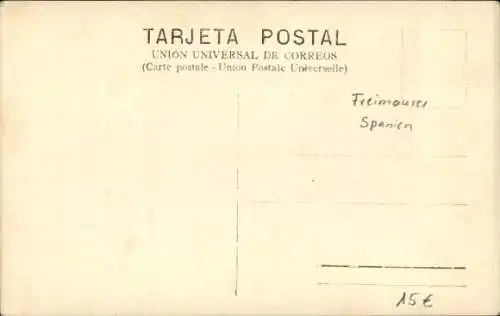 TARJETA POSTAL
UNIÓN UNIVERSAL DE CORREOS
(Carte postale - Union Postale Universelle)
Freimaurer
Spanien
15€